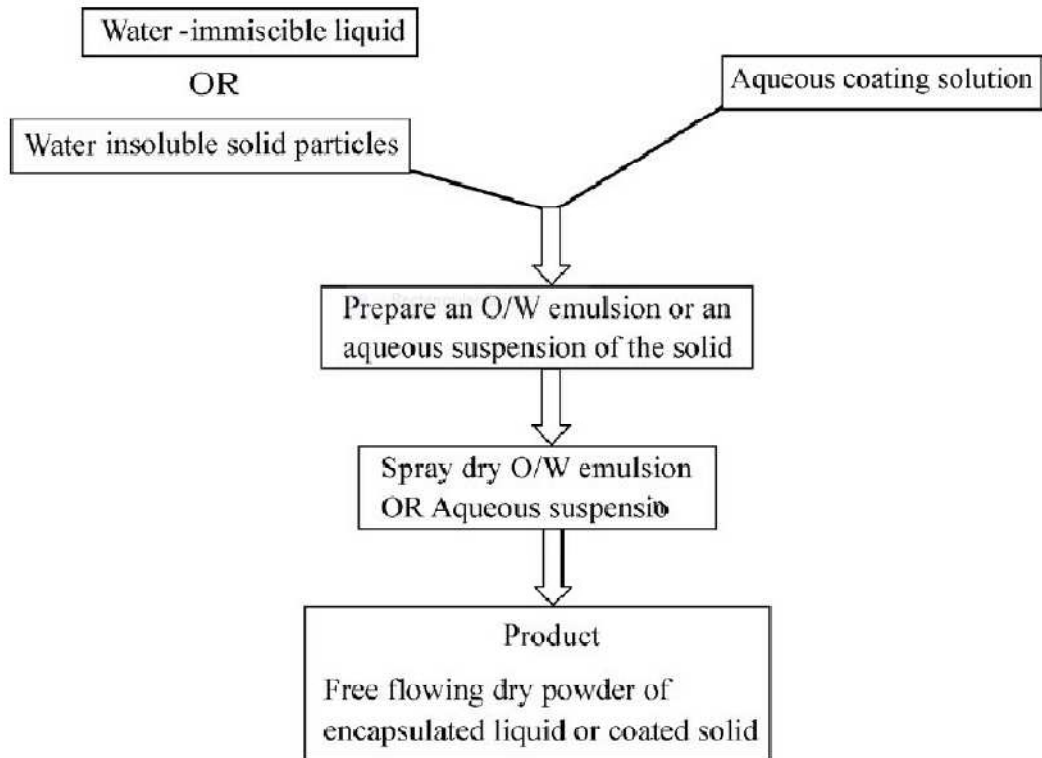 Water -immiscible liquid
OR
Water insoluble solid particles
Aqueous coating solution
Prepare an O/W emulsion or an
aqueous suspension of the solid
Spray dry O/W emulsion
OR Aqueous suspensio
Product
Free flowing dry powder of
encapsulated liquid or coated solid